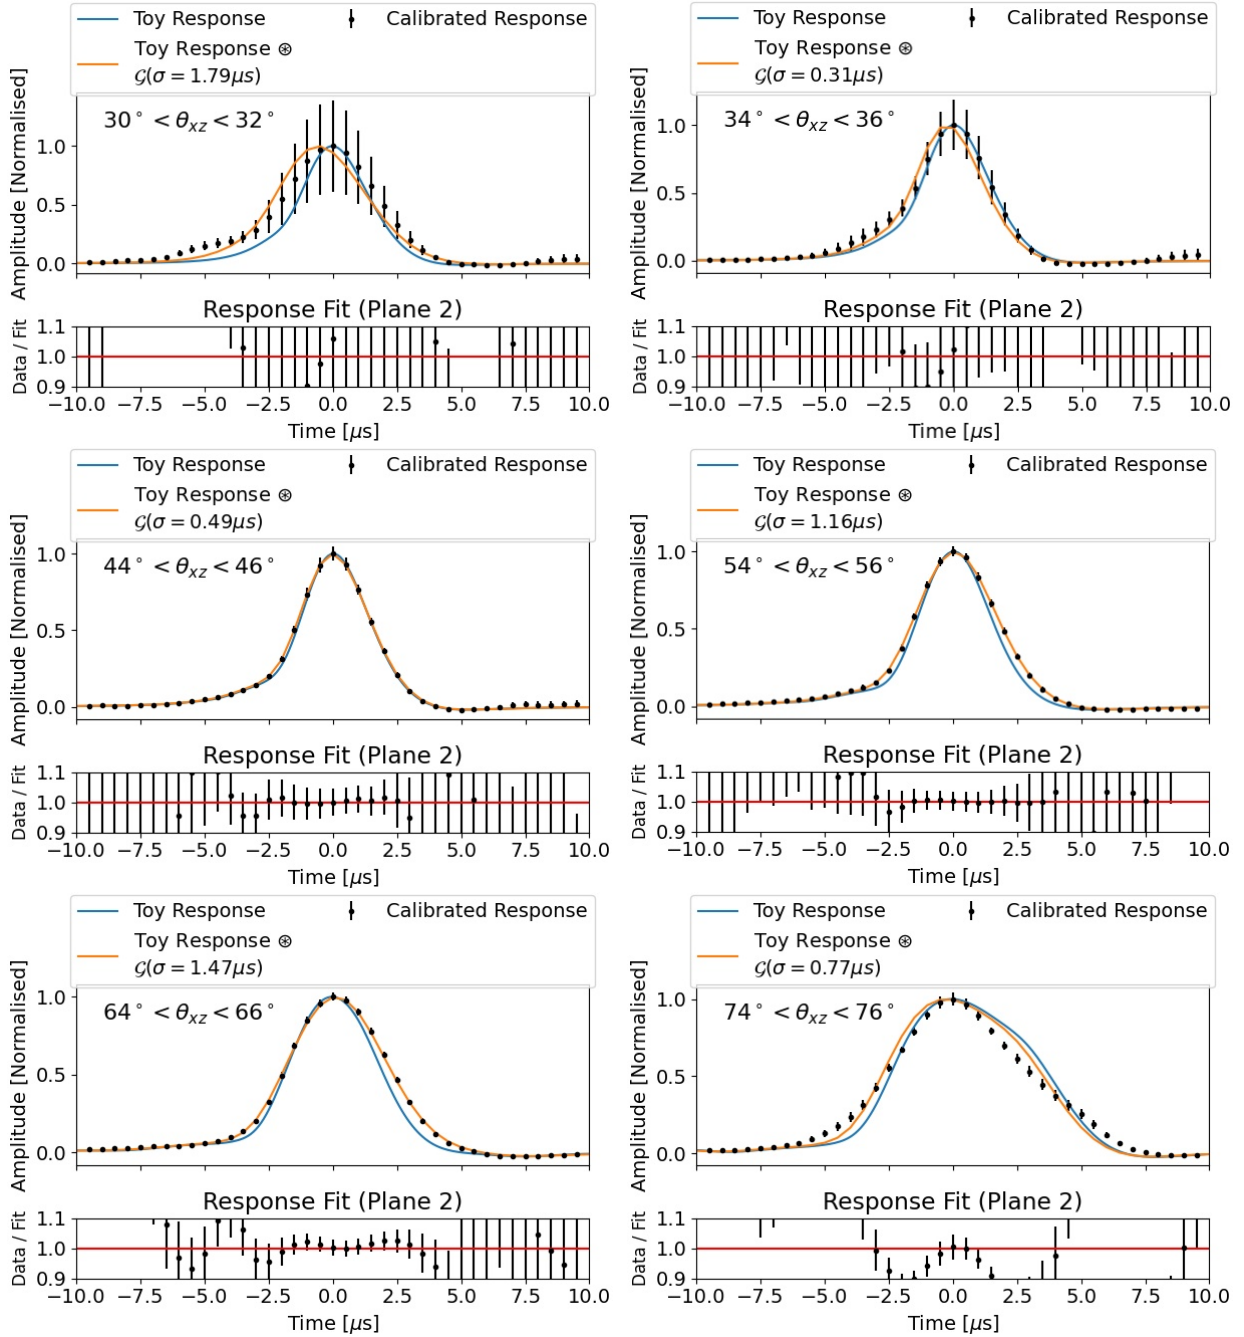 Toy Response
Calibrated Response
Toy Response ⊛
𝒢(σ = 1.79μs)
Amplitude [Normalised]
30° < θxz < 32°
1.0
0.5
0.0
Response Fit (Plane 2)
Data / Fit
1.1
1.0
0.9
−10.0 −7.5 −5.0 −2.5 0.0 2.5 5.0 7.5 10.0
Time [μs]
Toy Response
Calibrated Response
Toy Response ⊛
𝒢(σ = 0.31μs)
Amplitude [Normalised]
34° < θxz < 36°
1.0
0.5
0.0
Response Fit (Plane 2)
Data / Fit
1.1
1.0
0.9
−10.0 −7.5 −5.0 −2.5 0.0 2.5 5.0 7.5 10.0
Time [μs]
Toy Response
Calibrated Response
Toy Response ⊛
𝒢(σ = 0.49μs)
Amplitude [Normalised]
44° < θxz < 46°
1.0
0.5
0.0
Response Fit (Plane 2)
Data / Fit
1.1
1.0
0.9
−10.0 −7.5 −5.0 −2.5 0.0 2.5 5.0 7.5 10.0
Time [μs]
Toy Response
Calibrated Response
Toy Response ⊛
𝒢(σ = 1.16μs)
Amplitude [Normalised]
54° < θxz < 56°
1.0
0.5
0.0
Response Fit (Plane 2)
Data / Fit
1.1
1.0
0.9
−10.0 −7.5 −5.0 −2.5 0.0 2.5 5.0 7.5 10.0
Time [μs]
Toy Response
Calibrated Response
Toy Response ⊛
𝒢(σ = 1.47μs)
Amplitude [Normalised]
64° < θxz < 66°
1.0
0.5
0.0
Response Fit (Plane 2)
Data / Fit
1.1
1.0
0.9
−10.0 −7.5 −5.0 −2.5 0.0 2.5 5.0 7.5 10.0
Time [μs]
Toy Response
Calibrated Response
Toy Response ⊛
𝒢(σ = 0.77μs)
Amplitude [Normalised]
74° < θxz < 76°
1.0
0.5
0.0
Response Fit (Plane 2)
Data / Fit
1.1
1.0
0.9
−10.0 −7.5 −5.0 −2.5 0.0 2.5 5.0 7.5 10.0
Time [μs]